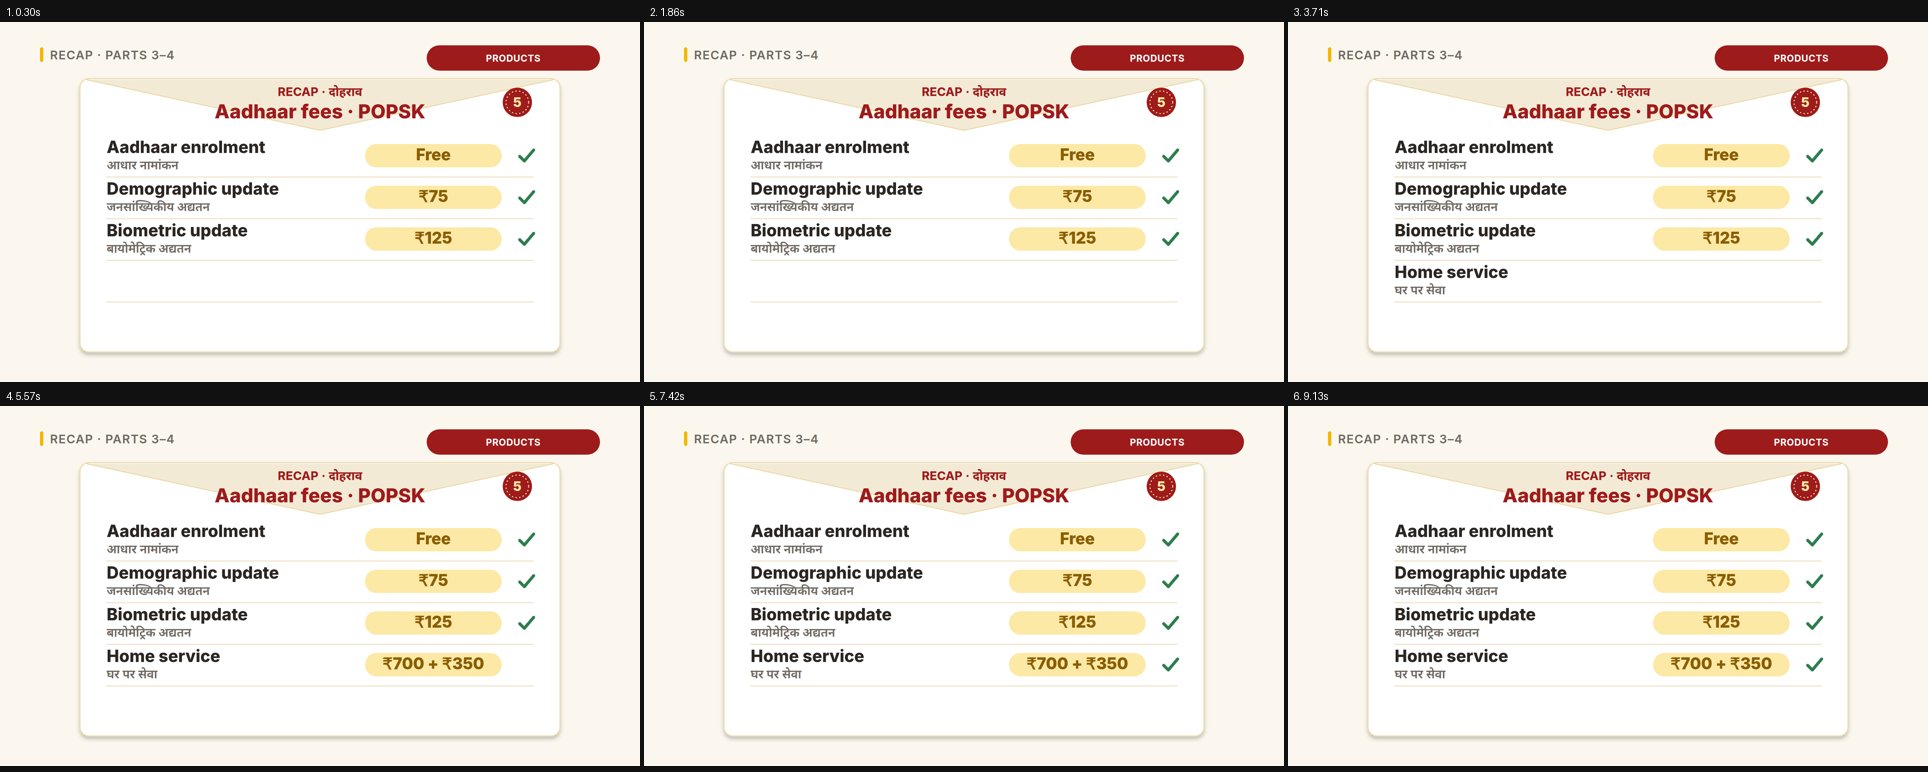 1. 0.30s
RECAP · PARTS 3–4
PRODUCTS
RECAP · दोहराव
Aadhaar fees · POPSK
5
Aadhaar enrolment
आधार नामांकन
Free
Demographic update
जनसांख्यिकीय अद्यतन
₹75
Biometric update
बायोमेट्रिक अद्यतन
₹125
2. 1.86s
RECAP · PARTS 3–4
PRODUCTS
RECAP · दोहराव
Aadhaar fees · POPSK
5
Aadhaar enrolment
आधार नामांकन
Free
Demographic update
जनसांख्यिकीय अद्यतन
₹75
Biometric update
बायोमेट्रिक अद्यतन
₹125
3. 3.71s
RECAP · PARTS 3–4
PRODUCTS
RECAP · दोहराव
Aadhaar fees · POPSK
5
Aadhaar enrolment
आधार नामांकन
Free
Demographic update
जनसांख्यिकीय अद्यतन
₹75
Biometric update
बायोमेट्रिक अद्यतन
₹125
Home service
घर पर सेवा
4. 5.57s
RECAP · PARTS 3–4
PRODUCTS
RECAP · दोहराव
Aadhaar fees · POPSK
5
Aadhaar enrolment
आधार नामांकन
Free
Demographic update
जनसांख्यिकीय अद्यतन
₹75
Biometric update
बायोमेट्रिक अद्यतन
₹125
Home service
घर पर सेवा
₹700 + ₹350
5. 7.42s
RECAP · PARTS 3–4
PRODUCTS
RECAP · दोहराव
Aadhaar fees · POPSK
5
Aadhaar enrolment
आधार नामांकन
Free
Demographic update
जनसांख्यिकीय अद्यतन
₹75
Biometric update
बायोमेट्रिक अद्यतन
₹125
Home service
घर पर सेवा
₹700 + ₹350
6. 9.13s
RECAP · PARTS 3–4
PRODUCTS
RECAP · दोहराव
Aadhaar fees · POPSK
5
Aadhaar enrolment
आधार नामांकन
Free
Demographic update
जनसांख्यिकीय अद्यतन
₹75
Biometric update
बायोमेट्रिक अद्यतन
₹125
Home service
घर पर सेवा
₹700 + ₹350